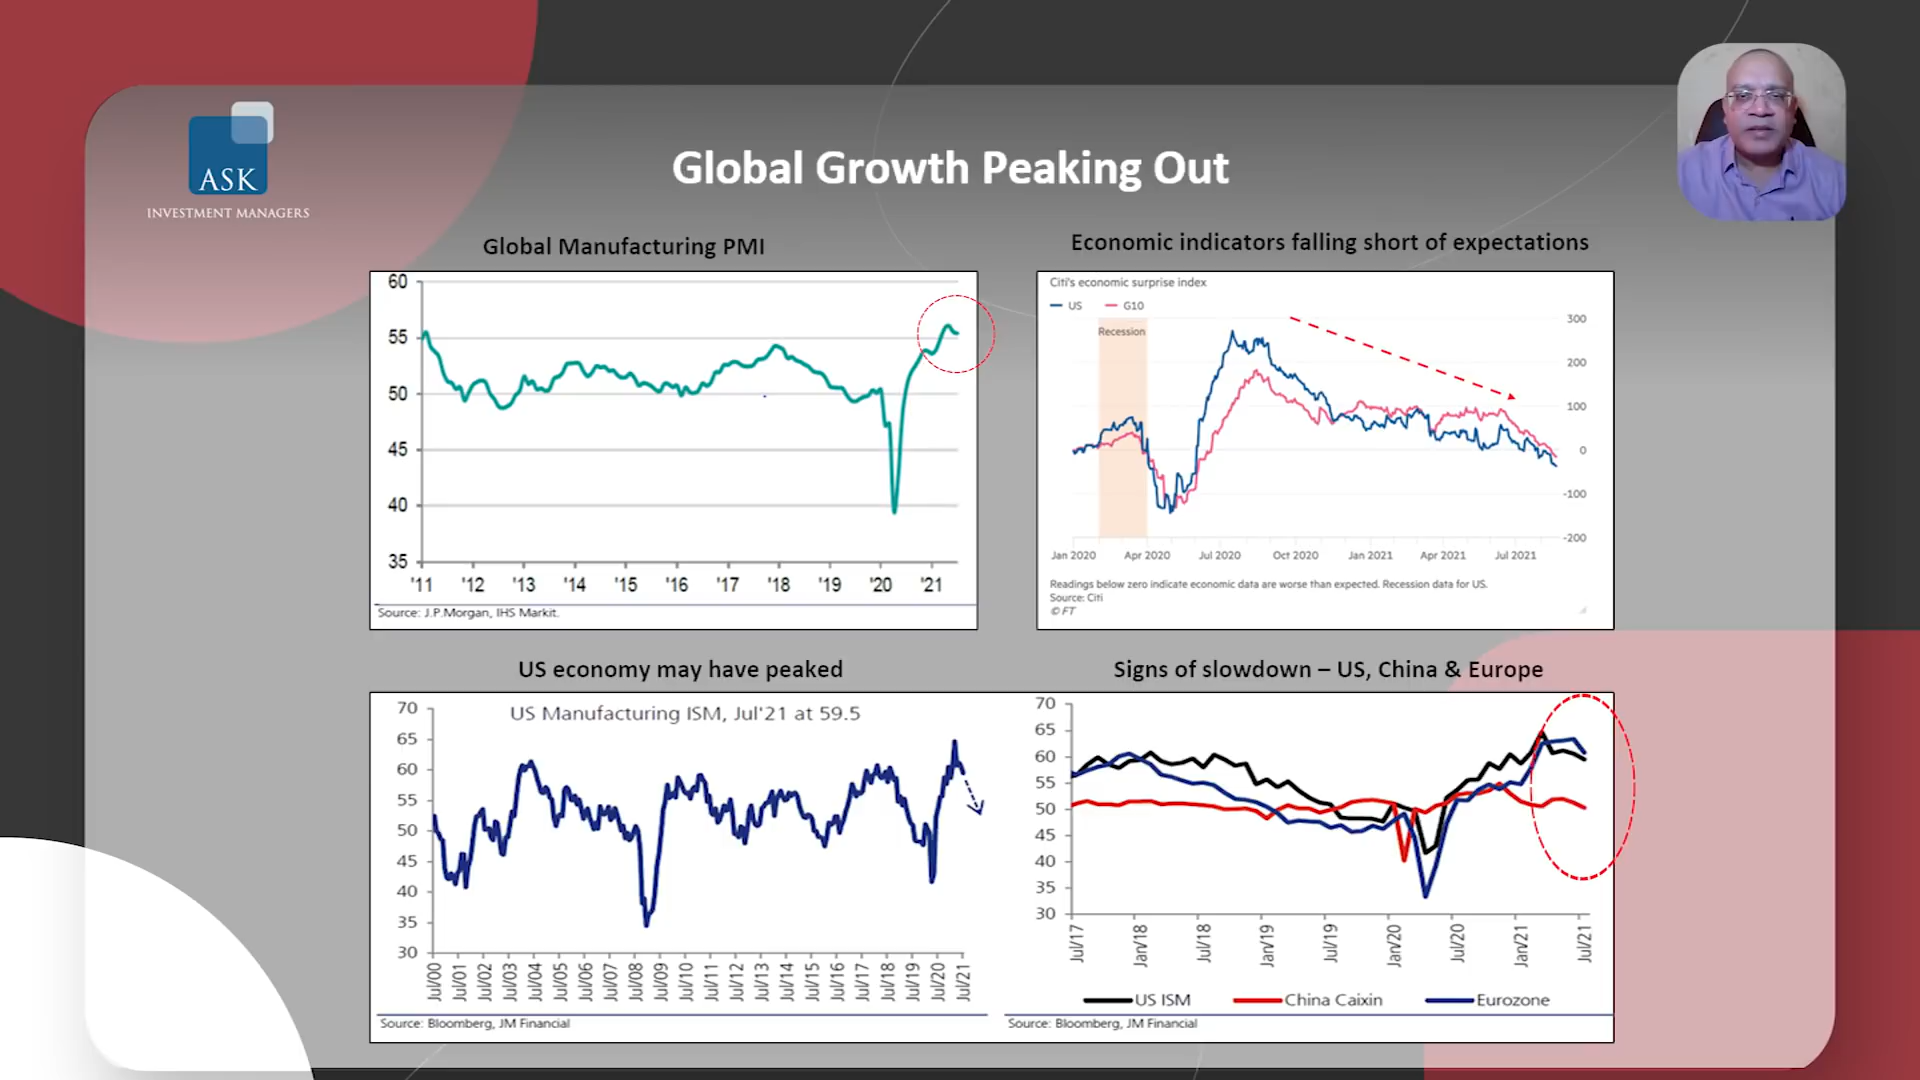 ASK
INVESTMENT MANAGERS
Global Growth Peaking Out
Global Manufacturing PMI
60
55
50
45
40
35
'11 '12 '13 '14 '15 '16 '17 '18 '19 '20 '21
Source: J.P.Morgan, IHS Markit.
Economic indicators falling short of expectations
Citi's economic surprise index
US G10
Recession
300
200
100
0
-100
-200
Jan 2020 Apr 2020 Jul 2020 Oct 2020 Jan 2021 Apr 2021 Jul 2021
Readings below zero indicate economic data are worse than expected. Recession data for US.
Source: Citi
© FT
US economy may have peaked
US Manufacturing ISM, Jul'21 at 59.5
70
65
60
55
50
45
40
35
30
Jul/00 Jul/01 Jul/02 Jul/03 Jul/04 Jul/05 Jul/06 Jul/07 Jul/08 Jul/09 Jul/10 Jul/11 Jul/12 Jul/13 Jul/14 Jul/15 Jul/16 Jul/17 Jul/18 Jul/19 Jul/20 Jul/21
Source: Bloomberg, JM Financial
Signs of slowdown – US, China & Europe
70
65
60
55
50
45
40
35
30
Jul/17 Jan/18 Jul/18 Jan/19 Jul/19 Jan/20 Jul/20 Jan/21 Jul/21
US ISM China Caixin Eurozone
Source: Bloomberg, JM Financial